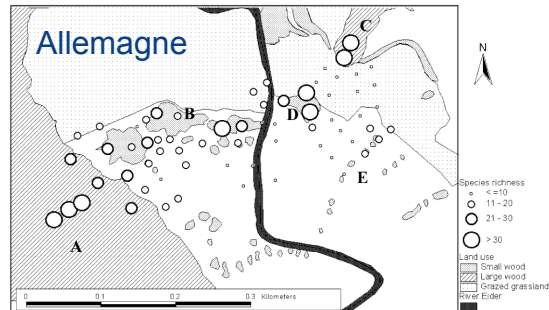 Allemagne
C
N
B
D
E
A
Species richness
<=10
11 - 20
21 - 30
> 30
Land use
Small wood
Large wood
Grazed grassland
River Eider
0 0.1 0.2 0.3 Kilometers